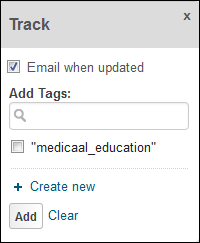 Track x
Email when updated
Add Tags:
"medicaal_education"
+ Create new
Add Clear